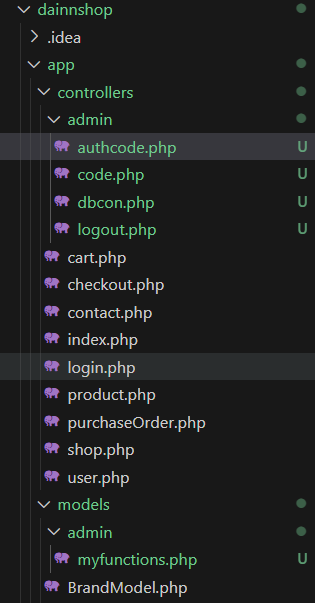 dainnshop
.idea
app
controllers
admin
authcode.php U
code.php U
dbcon.php U
logout.php U
cart.php
checkout.php
contact.php
index.php
login.php
product.php
purchaseOrder.php
shop.php
user.php
models
admin
myfunctions.php U
BrandModel.php